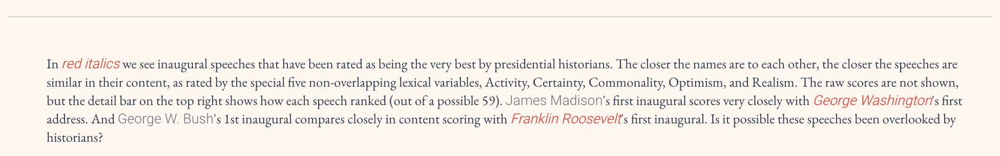 In red italics we see inaugural speeches that have been rated as being the very best by presidential historians. The closer the names are to each other, the closer the speeches are
similar in their content, as rated by the special five non-overlapping lexical variables, Activity, Certainty, Commonality, Optimism, and Realism. The raw scores are not shown,
but the detail bar on the top right shows how each speech ranked (out of a possible 59). James Madison's first inaugural scores very closely with George Washington's first
address. And George W. Bush's 1st inaugural compares closely in content scoring with Franklin Roosevelt's first inaugural. Is it possible these speeches been overlooked by
historians?